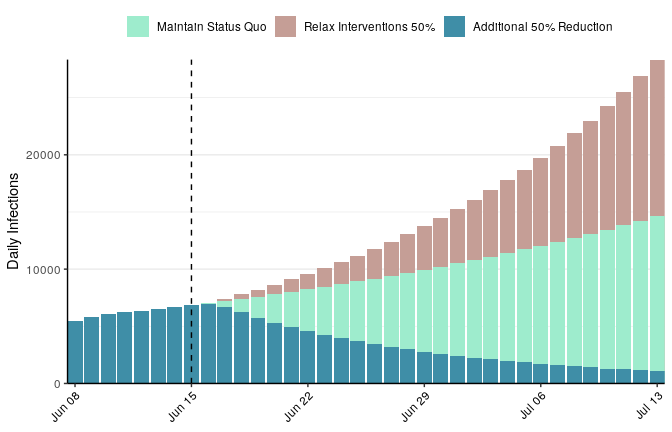 Maintain Status Quo Relax Interventions 50% Additional 50% Reduction
Daily Infections
20000
10000
0
Jun 08 Jun 15 Jun 22 Jun 29 Jul 06 Jul 13